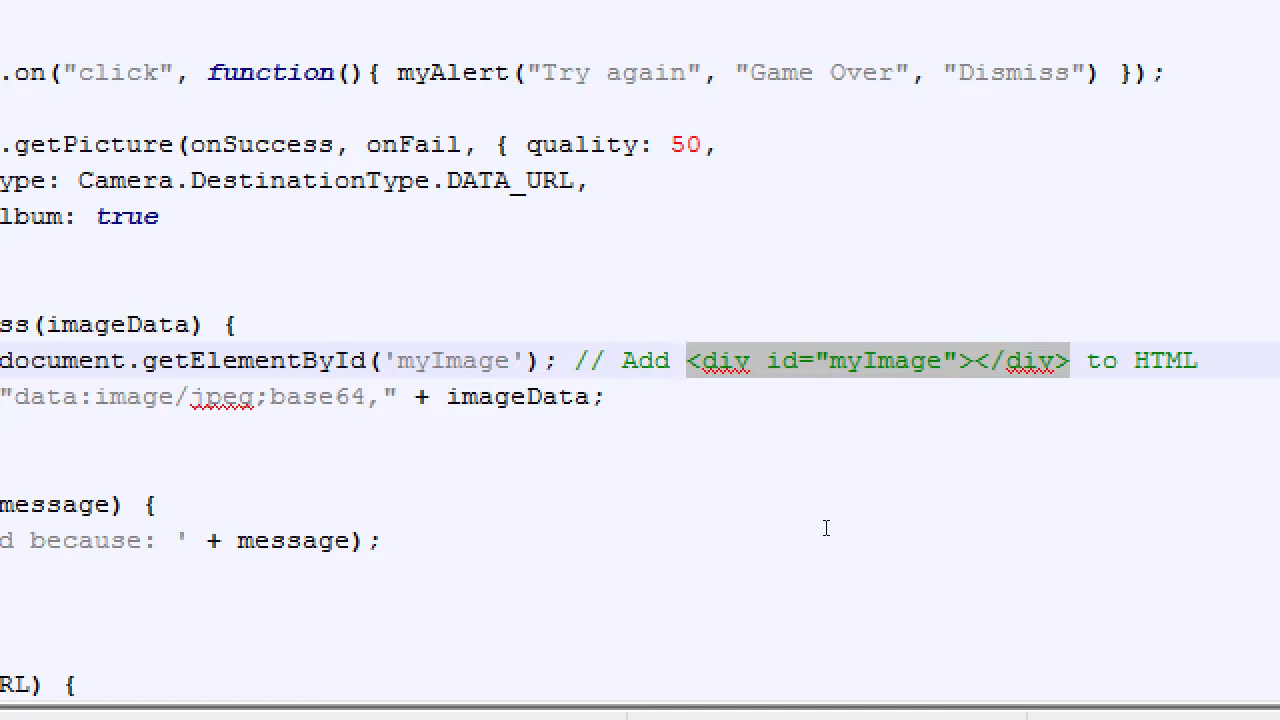 .on("click", function(){ myAlert("Try again", "Game Over", "Dismiss") });
.getPicture(onSuccess, onFail, { quality: 50,
ype: Camera.DestinationType.DATA_URL,
lbum: true
ss(imageData) {
document.getElementById('myImage'); // Add <div id="myImage"></div> to HTML
"data:image/jpeg;base64," + imageData;
message) {
d because: ' + message);
RL) {